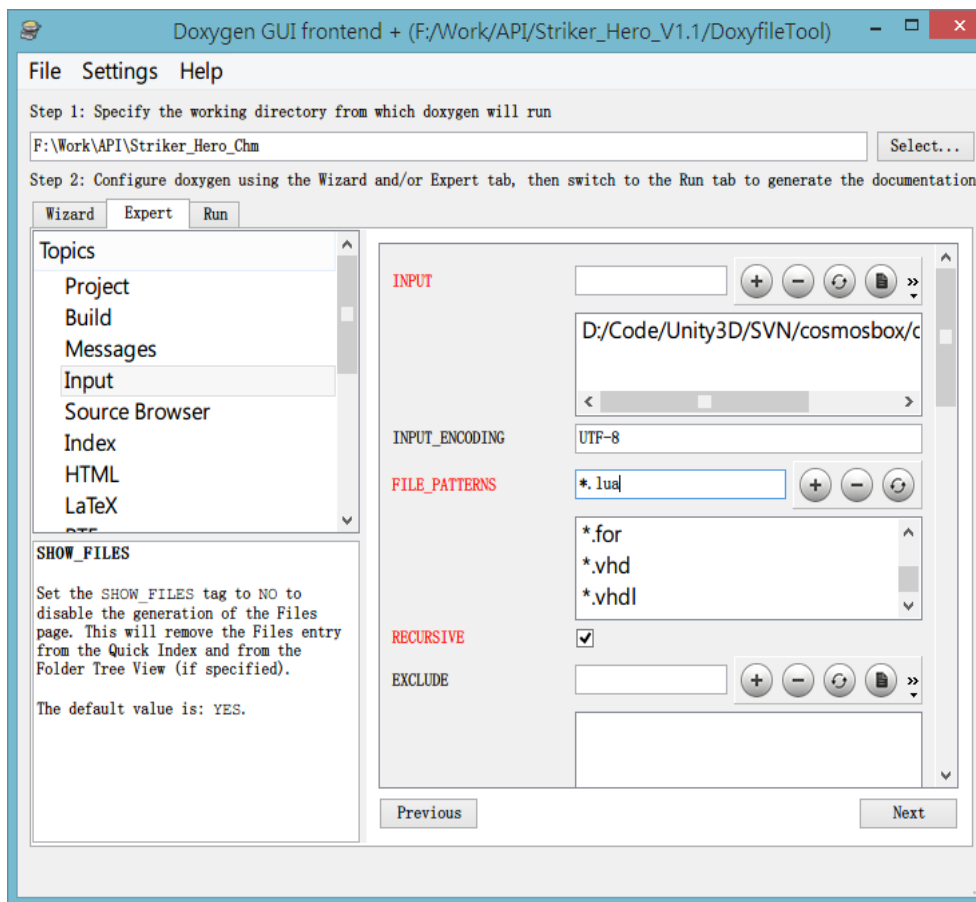 Doxygen GUI frontend + (F:/Work/API/Striker_Hero_V1.1/DoxyfileTool)
File Settings Help
Step 1: Specify the working directory from which doxygen will run
F:\Work\API\Striker_Hero_Chm
Select...
Step 2: Configure doxygen using the Wizard and/or Expert tab, then switch to the Run tab to generate the documentation
Wizard Expert Run
Topics
Project
Build
Messages
Input
Source Browser
Index
HTML
LaTeX
SHOW_FILES
Set the SHOW_FILES tag to NO to
disable the generation of the Files
page. This will remove the Files entry
from the Quick Index and from the
Folder Tree View (if specified).
The default value is: YES.
INPUT
D:/Code/Unity3D/SVN/cosmosbox/c
INPUT_ENCODING
UTF-8
FILE_PATTERNS
*.lua
*.for
*.vhd
*.vhdl
RECURSIVE
EXCLUDE
Previous
Next